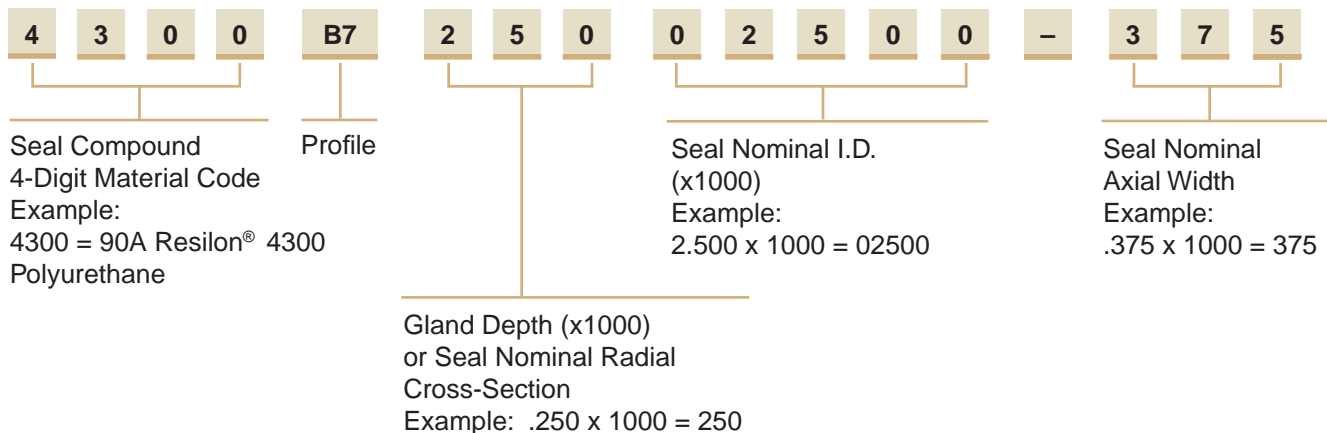 4 3 0 0 B7 2 5 0 0 2 5 0 0 – 3 7 5
Seal Compound
4-Digit Material Code
Example:
4300 = 90A Resilon® 4300
Polyurethane
Profile
Gland Depth (x1000)
or Seal Nominal Radial
Cross-Section
Example: .250 x 1000 = 250
Seal Nominal I.D.
(x1000)
Example:
2.500 x 1000 = 02500
Seal Nominal
Axial Width
Example:
.375 x 1000 = 375